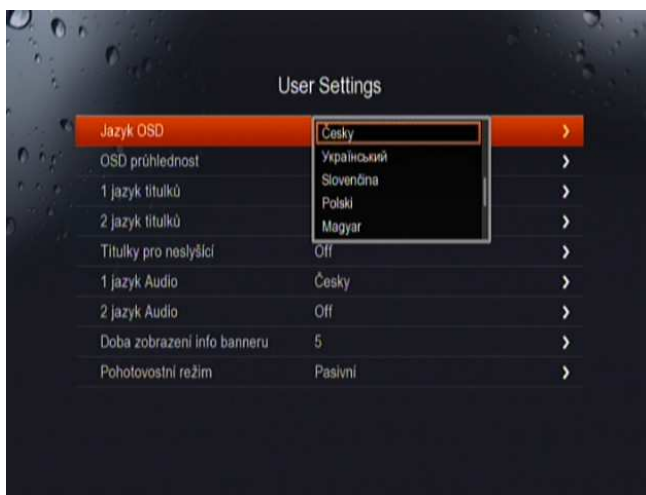 User Settings
Jazyk OSD
Česky
Український
OSD průhlednost
Slovenčina
1 jazyk titulků
Polski
2 jazyk titulků
Magyar
Titulky pro neslyšící Off
1 jazyk Audio Česky
2 jazyk Audio Off
Doba zobrazení info banneru 5
Pohotovostní režim Pasivní